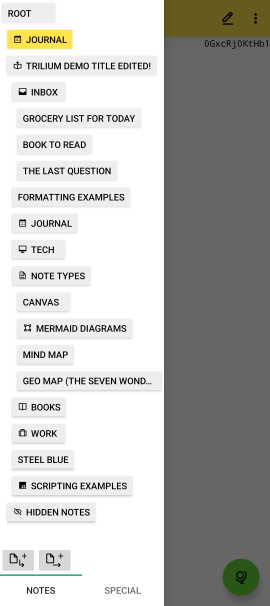 ROOT
JOURNAL
TRILIUM DEMO TITLE EDITED!
INBOX
GROCERY LIST FOR TODAY
BOOK TO READ
THE LAST QUESTION
FORMATTING EXAMPLES
JOURNAL
TECH
NOTE TYPES
CANVAS
MERMAID DIAGRAMS
MIND MAP
GEO MAP (THE SEVEN WOND...
BOOKS
WORK
STEEL BLUE
SCRIPTING EXAMPLES
HIDDEN NOTES
NOTES SPECIAL
0GxcRj0KtHb1